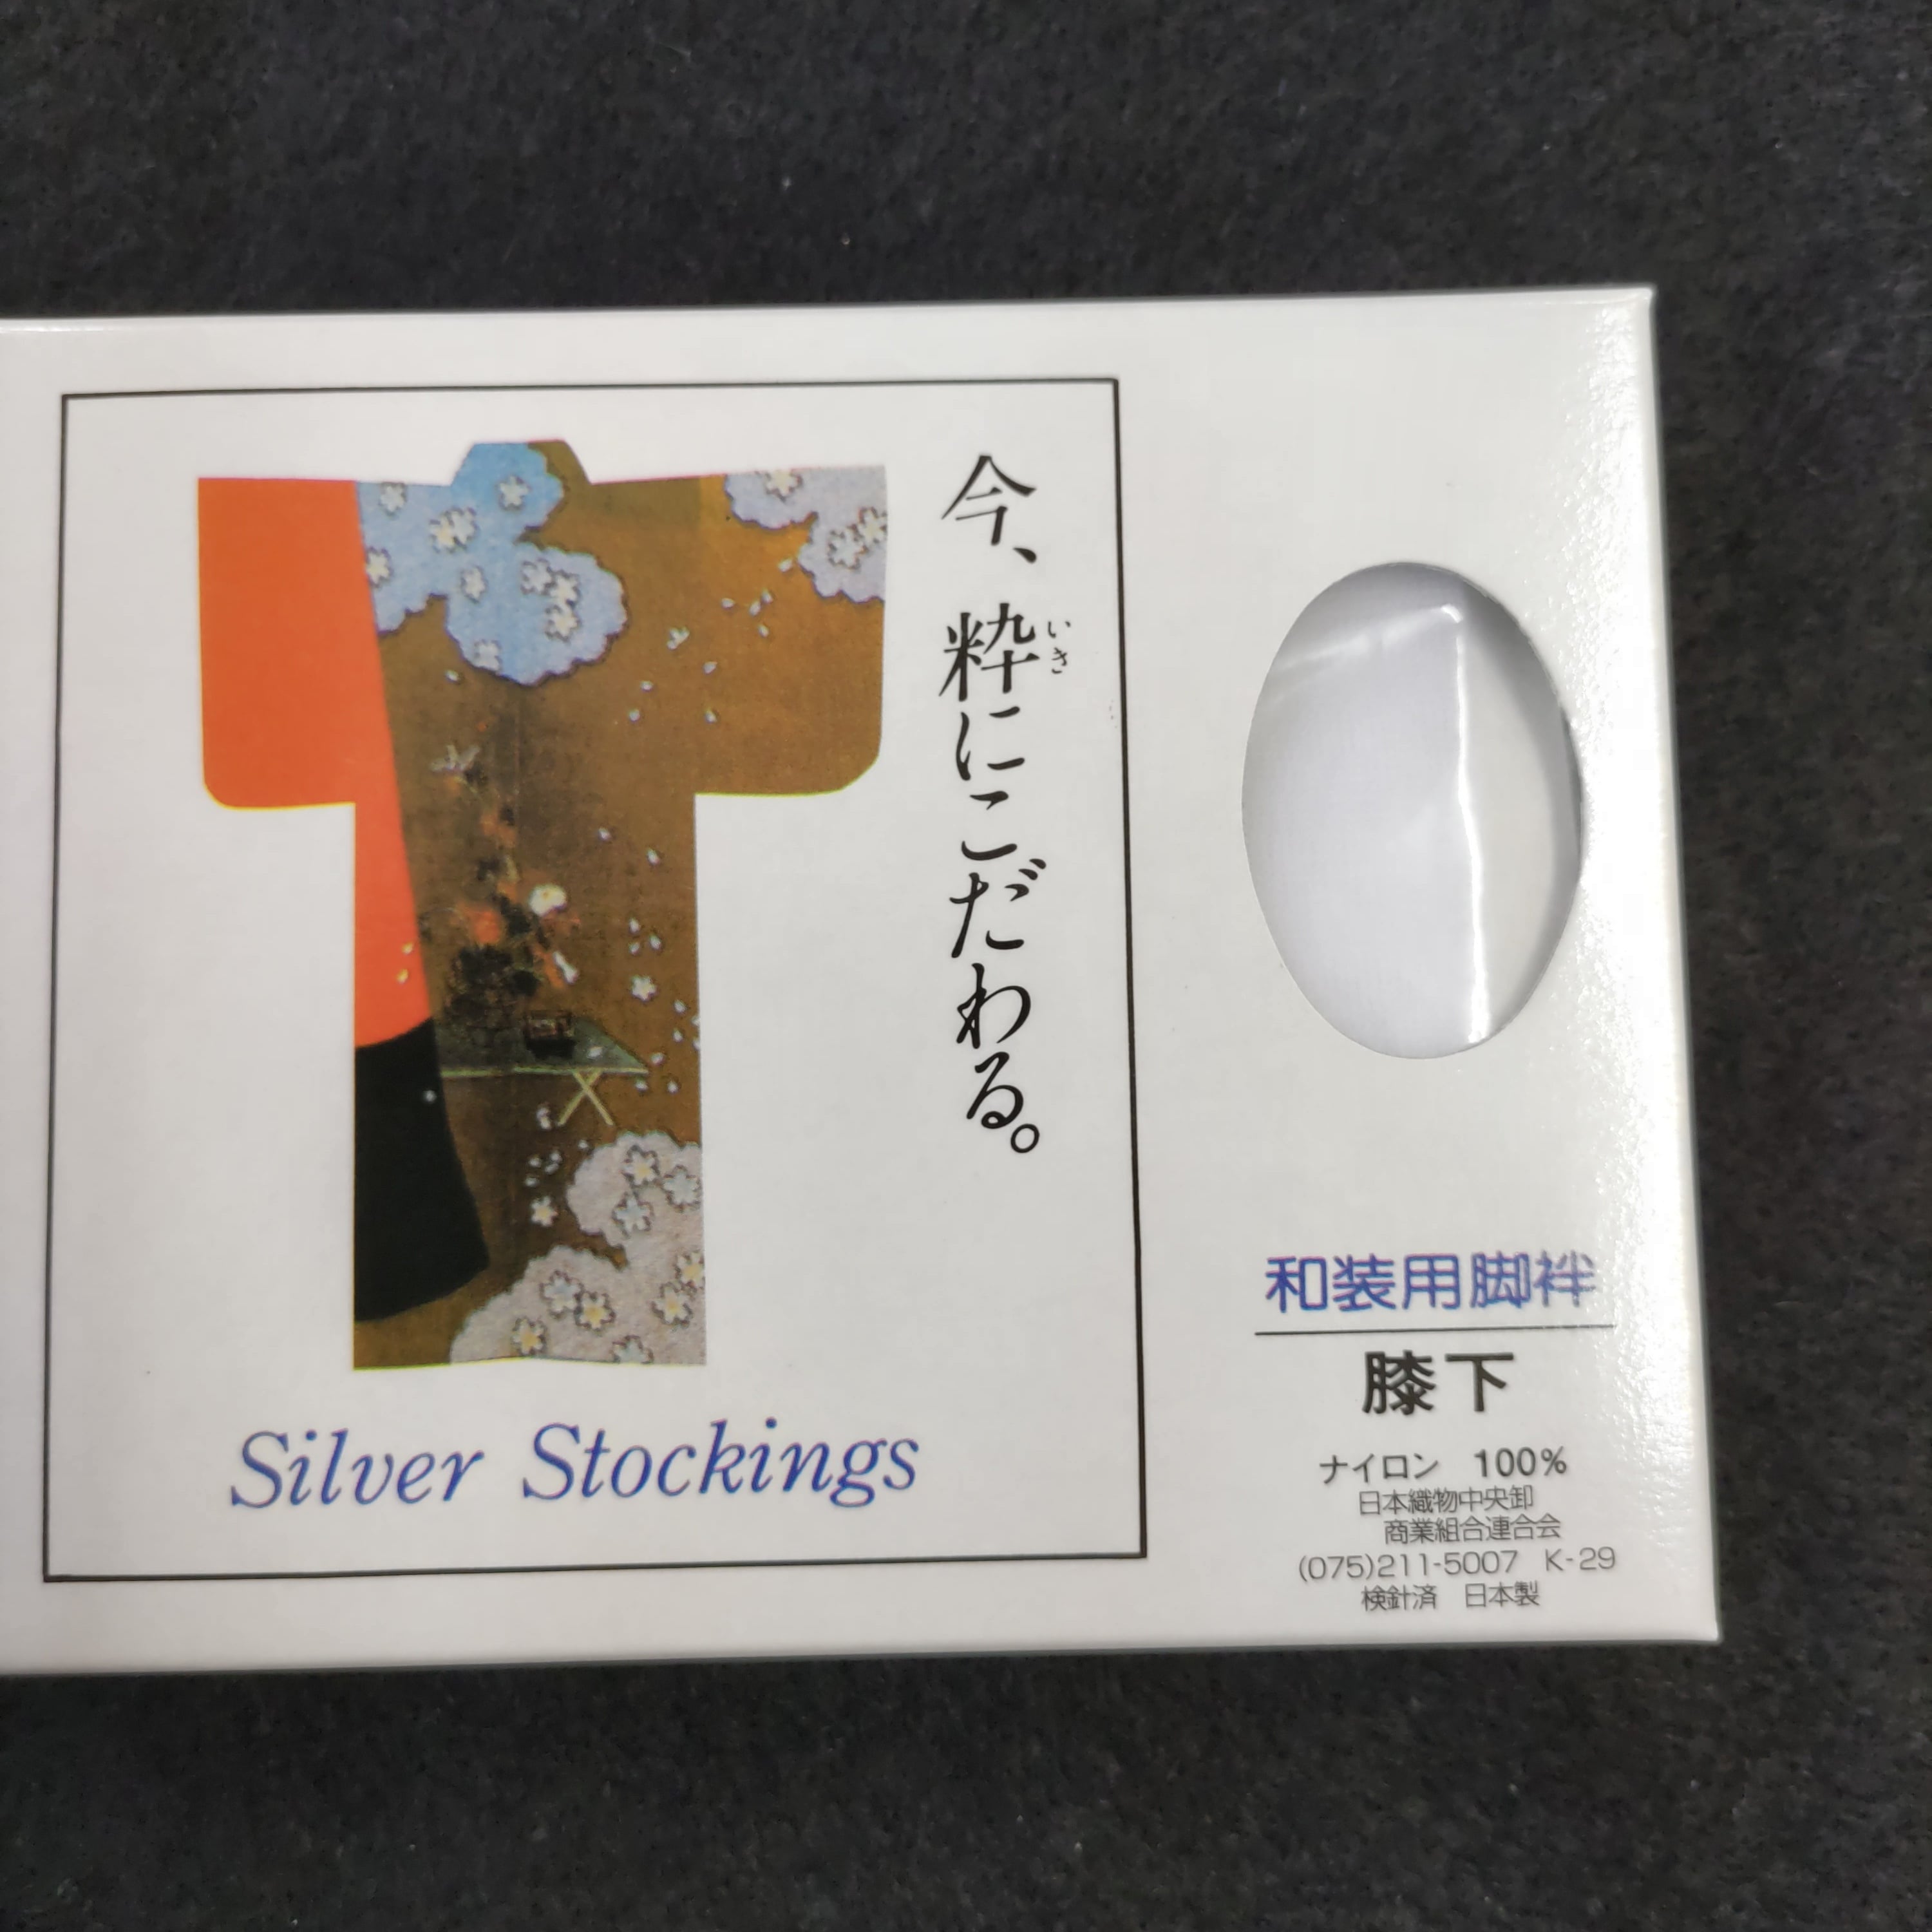 今、粋にこだわる。
いき
Silver Stockings
和装用脚袢
膝下
ナイロン 100%
日本織物中央卸
商業組合連合会
(075)211-5007 K-29
検針済 日本製